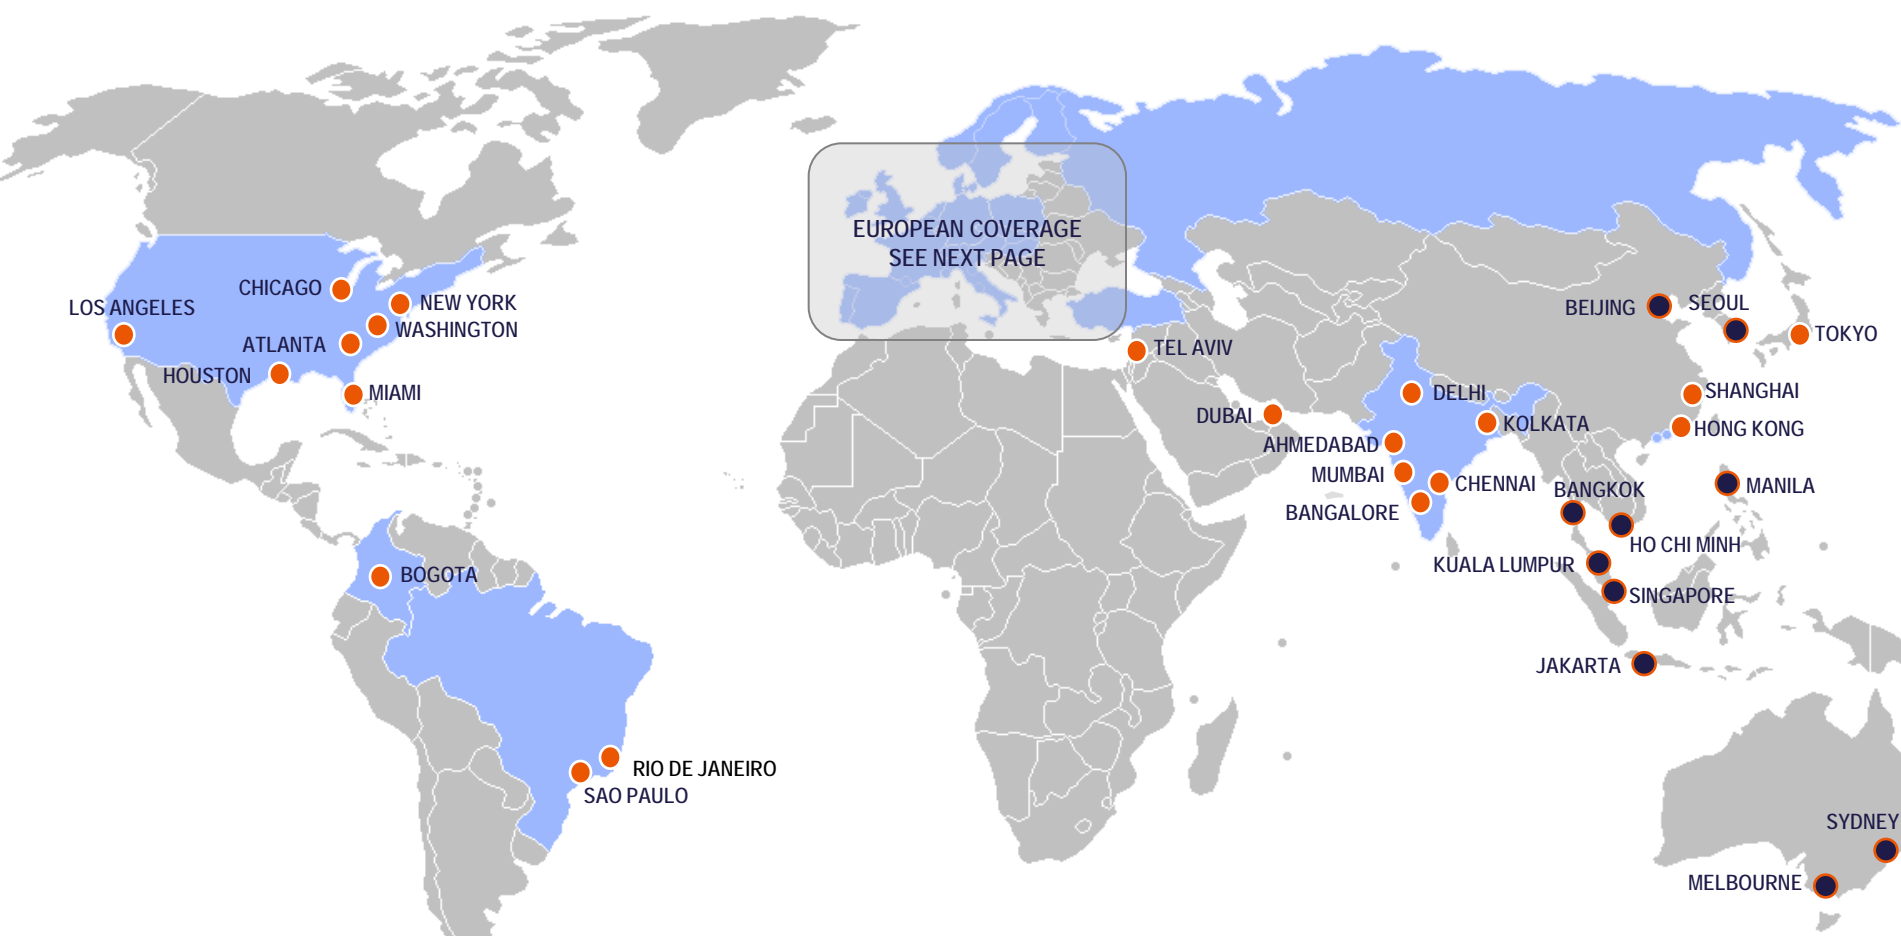 EUROPEAN COVERAGE
SEE NEXT PAGE
CHICAGO
LOS ANGELES
NEW YORK
WASHINGTON
ATLANTA
HOUSTON
MIAMI
BOGOTA
RIO DE JANEIRO
SAO PAULO
TEL AVIV
DUBAI
DELHI
KOLKATA
AHMEDABAD
MUMBAI
CHENNAI
BANGALORE
BEIJING
SEOUL
TOKYO
SHANGHAI
HONG KONG
BANGKOK
MANILA
HO CHI MINH
KUALA LUMPUR
SINGAPORE
JAKARTA
SYDNEY
MELBOURNE